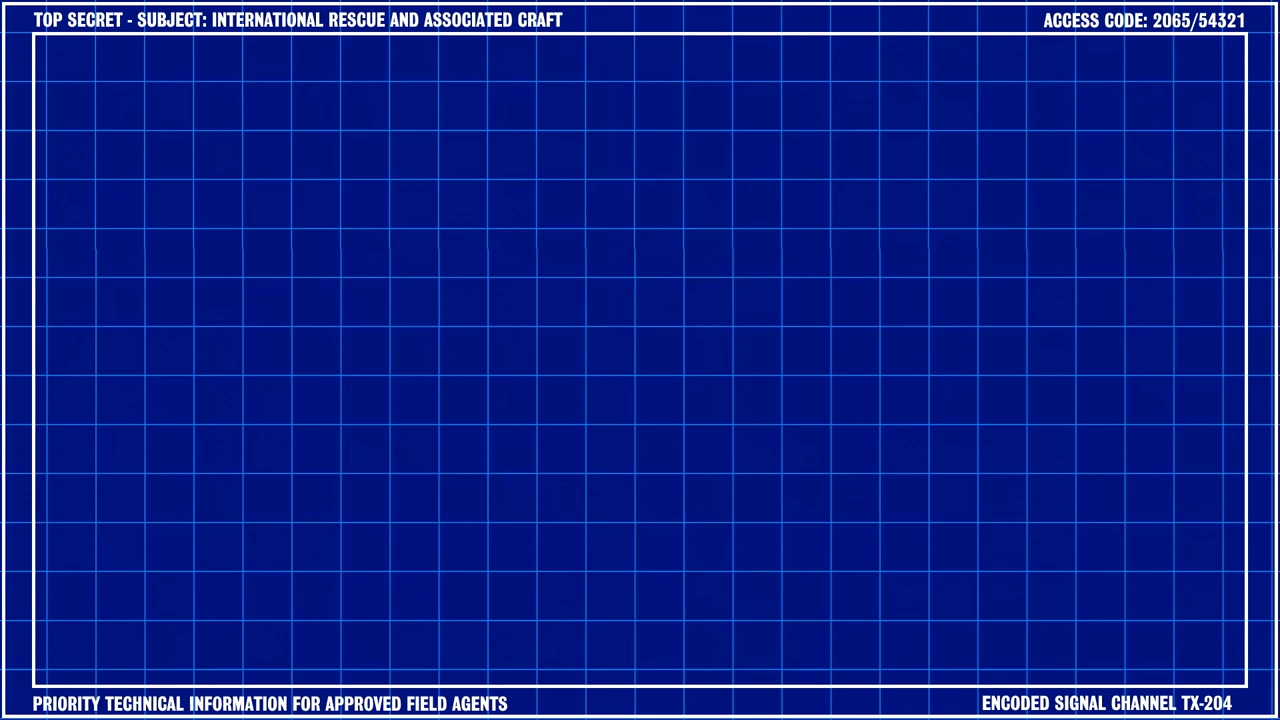 TOP SECRET - SUBJECT: INTERNATIONAL RESCUE AND ASSOCIATED CRAFT
ACCESS CODE: 2065/54321
PRIORITY TECHNICAL INFORMATION FOR APPROVED FIELD AGENTS
ENCODED SIGNAL CHANNEL TX-204